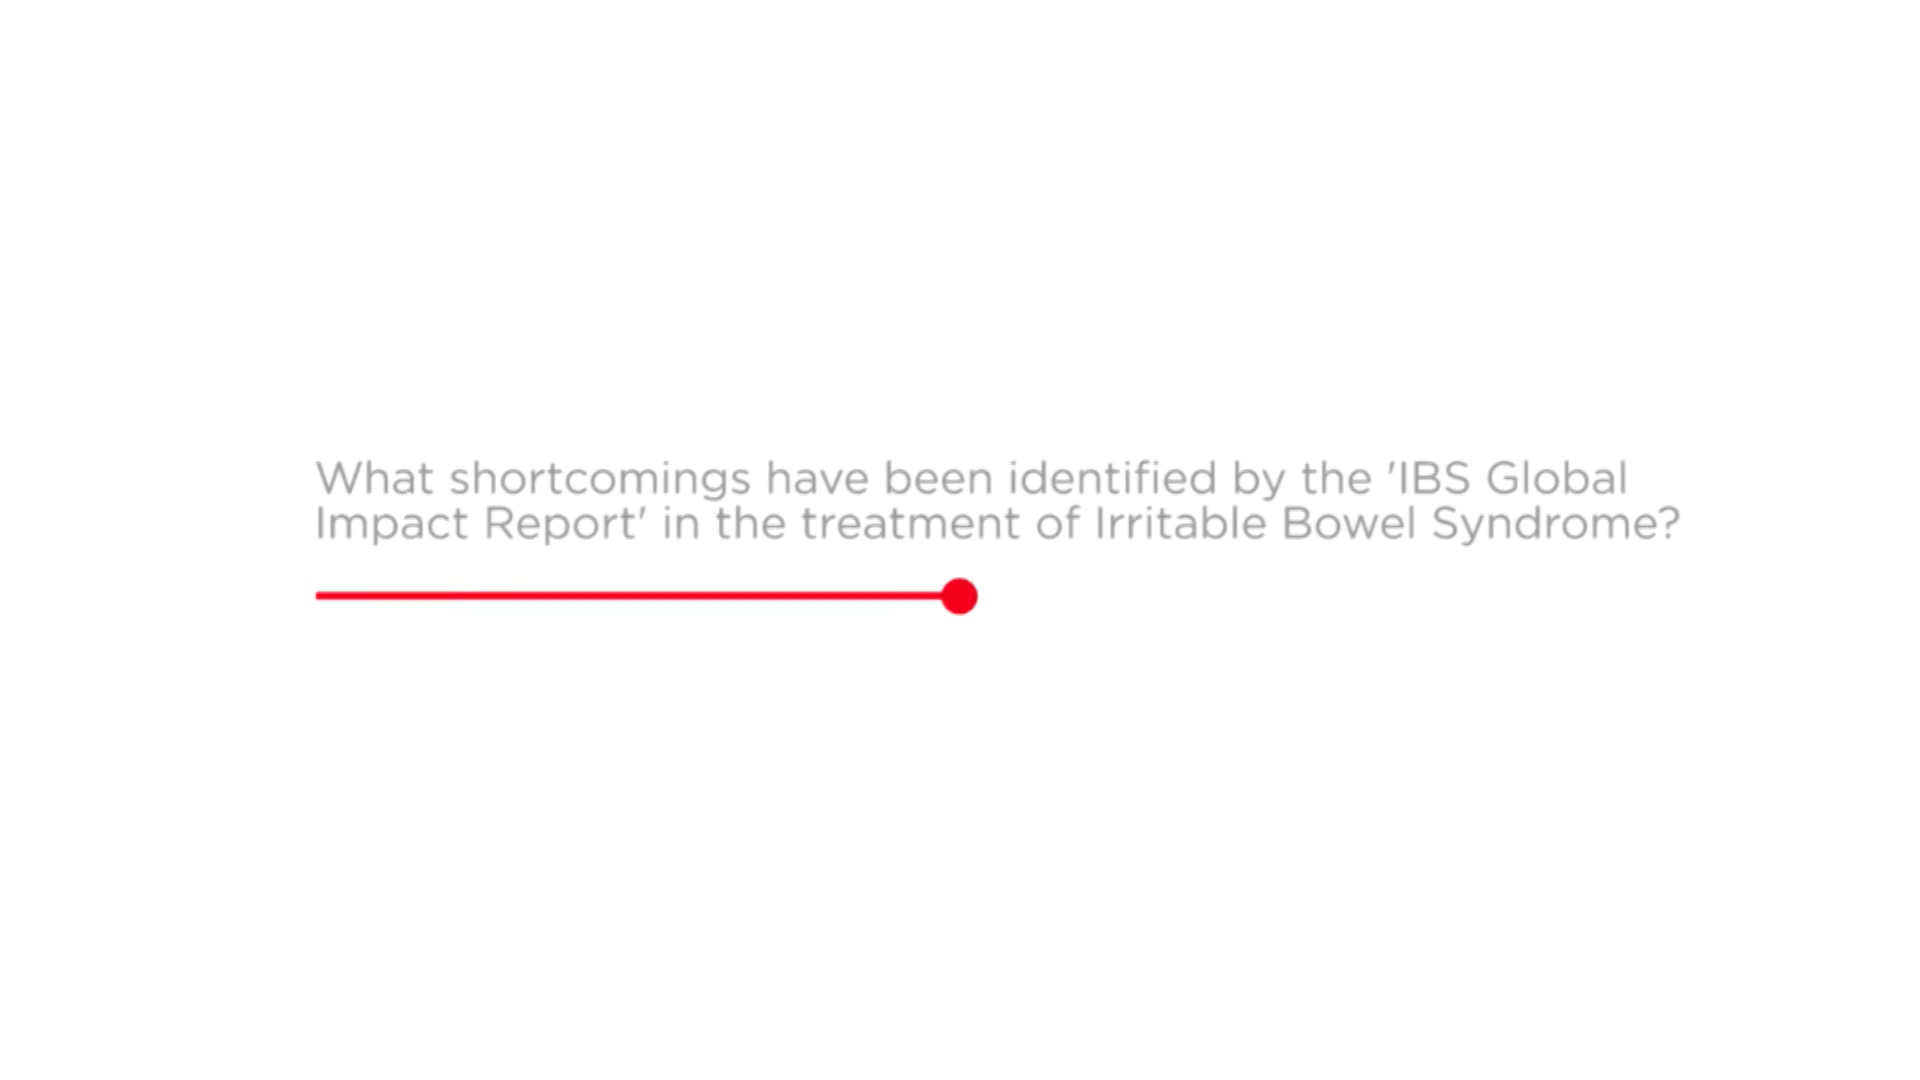 What shortcomings have been identified by the 'IBS Global
Impact Report' in the treatment of Irritable Bowel Syndrome?